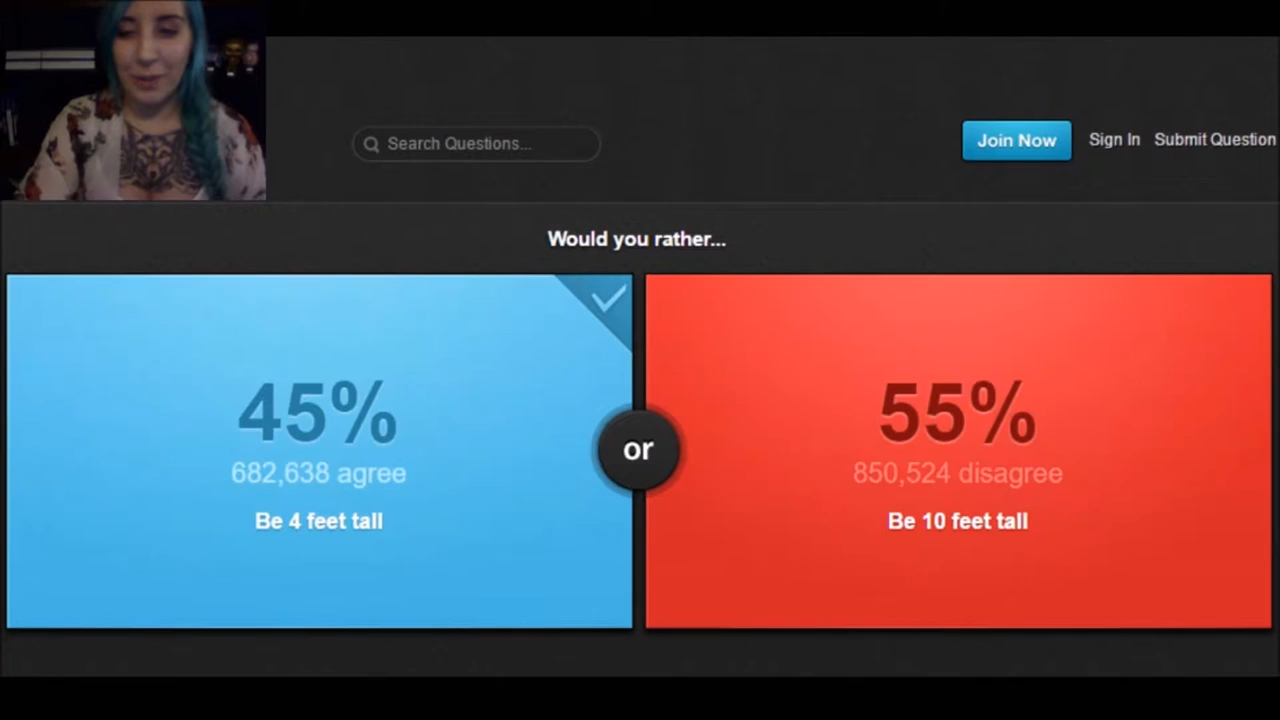 Search Questions...
Join Now
Sign In
Submit Question
Would you rather...
45%
682,638 agree
Be 4 feet tall
or
55%
850,524 disagree
Be 10 feet tall